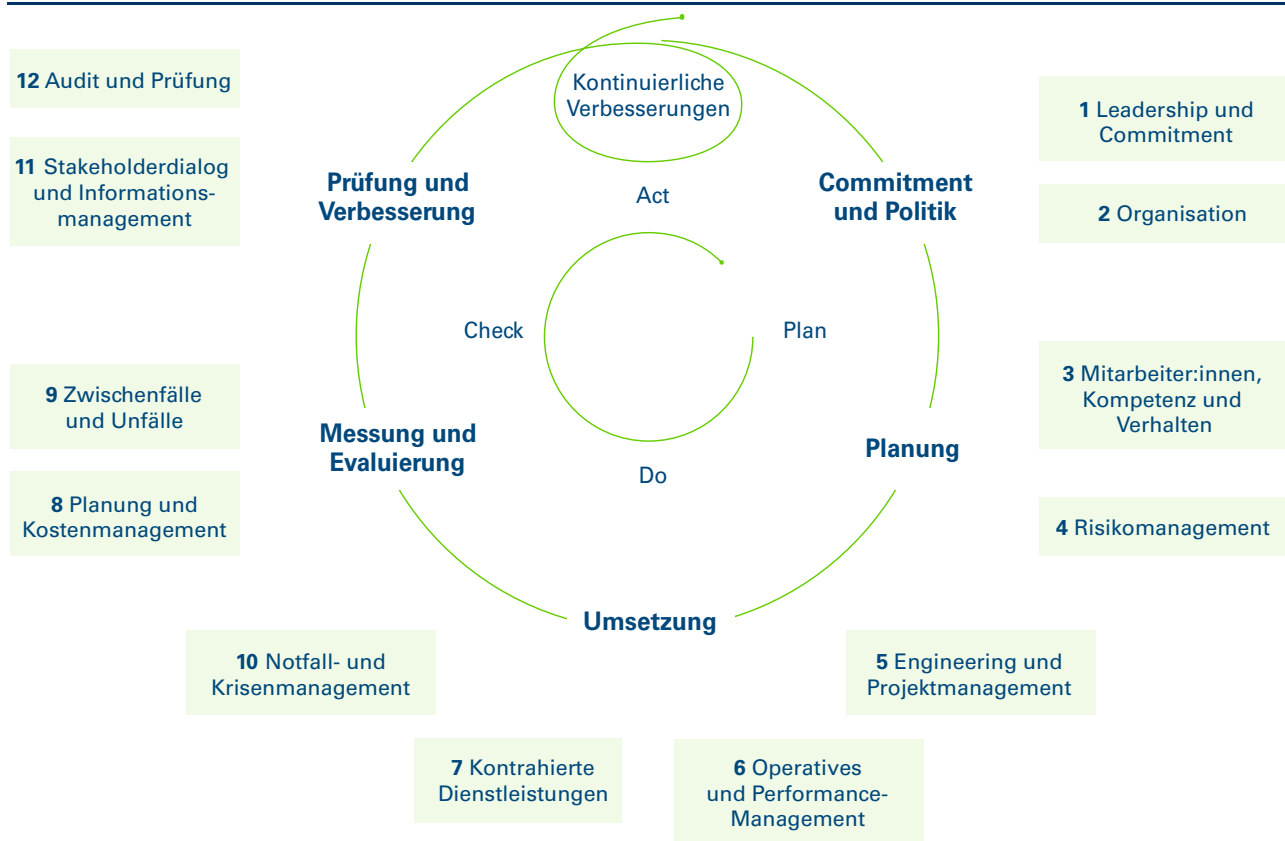 Kontinuierliche
Verbesserungen
Act
Plan
Do
Check
Commitment
und Politik
Planung
Umsetzung
Messung und
Evaluierung
Prüfung und
Verbesserung
1 Leadership und
Commitment
2 Organisation
3 Mitarbeiter:innen,
Kompetenz und
Verhalten
4 Risikomanagement
5 Engineering und
Projektmanagement
6 Operatives
und Performance-
Management
7 Kontrahierte
Dienstleistungen
10 Notfall- und
Krisenmanagement
8 Planung und
Kostenmanagement
9 Zwischenfälle
und Unfälle
11 Stakeholderdialog
und Informations-
management
12 Audit und Prüfung